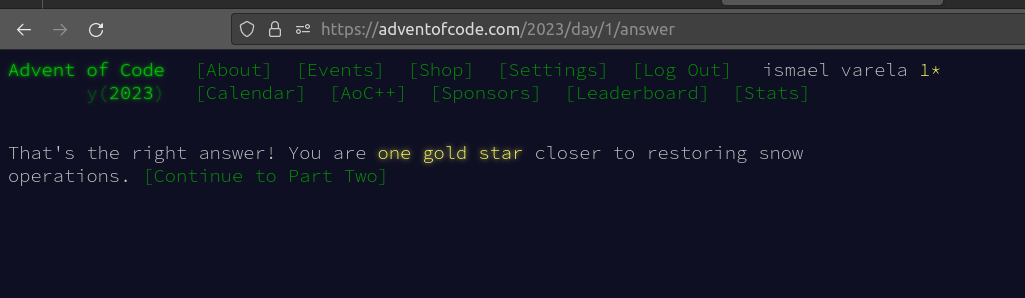 https://adventofcode.com/2023/day/1/answer
Advent of Code [About] [Events] [Shop] [Settings] [Log Out] ismael varela 1*
y(2023) [Calendar] [AoC++] [Sponsors] [Leaderboard] [Stats]
That's the right answer! You are one gold star closer to restoring snow
operations. [Continue to Part Two]